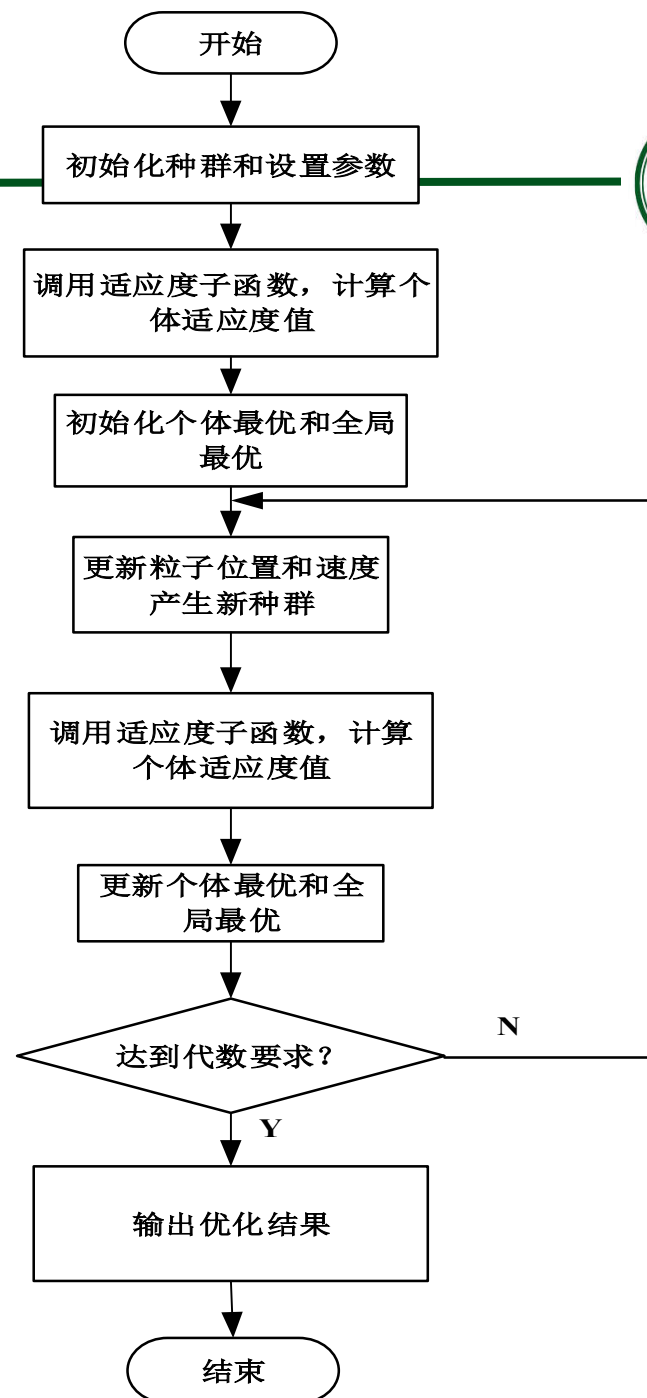 开始
初始化种群和设置参数
调用适应度子函数，计算个
体适应度值
初始化个体最优和全局
最优
更新粒子位置和速度
产生新种群
调用适应度子函数，计算
个体适应度值
更新个体最优和全
局最优
达到代数要求？
N
Y
输出优化结果
结束